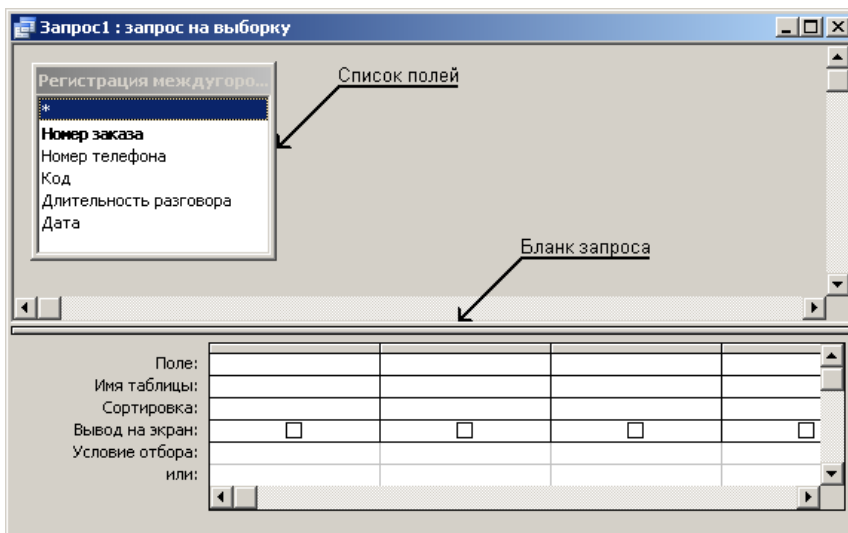 Запрос1 : запрос на выборку
Список полей
Регистрация междугоро...
*
Номер заказа
Номер телефона
Код
Длительность разговора
Дата
Бланк запроса
Поле:
Имя таблицы:
Сортировка:
Вывод на экран:
Условие отбора:
или: